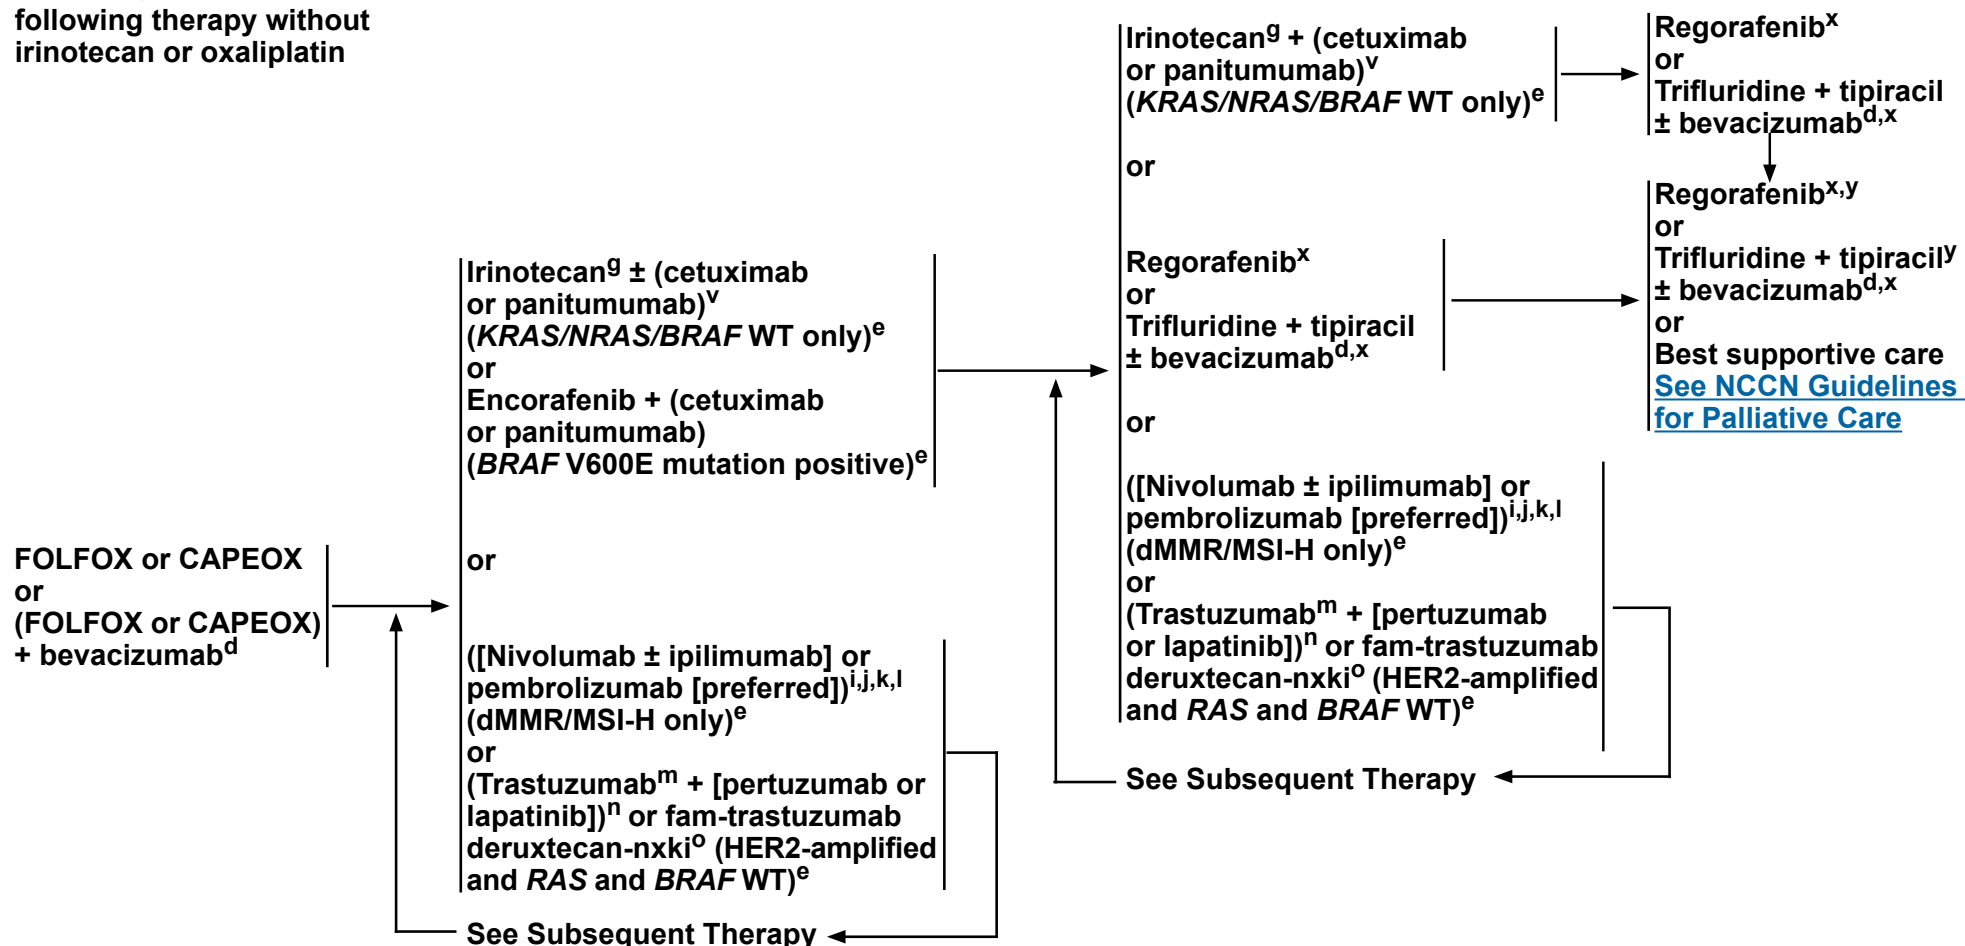 following therapy without
irinotecan or oxaliplatin
FOLFOX or CAPEOX
or
(FOLFOX or CAPEOX)
+ bevacizumabᵈ
Irinotecanᵍ ± (cetuximab
or panitumumab)ᵛ
(KRAS/NRAS/BRAF WT only)ᵉ
or
Encorafenib + (cetuximab
or panitumumab)
(BRAF V600E mutation positive)ᵉ
or
([Nivolumab ± ipilimumab] or
pembrolizumab [preferred])ⁱ,ʲ,ᵏ,ˡ
(dMMR/MSI-H only)ᵉ
or
(Trastuzumabᵐ + [pertuzumab or
lapatinib])ⁿ or fam-trastuzumab
deruxtecan-nxkiᵒ (HER2-amplified
and RAS and BRAF WT)ᵉ
See Subsequent Therapy
Irinotecanᵍ + (cetuximab
or panitumumab)ᵛ
(KRAS/NRAS/BRAF WT only)ᵉ
or
Regorafenibˣ
or
Trifluridine + tipiracil
± bevacizumabᵈ,ˣ
or
([Nivolumab ± ipilimumab] or
pembrolizumab [preferred])ⁱ,ʲ,ᵏ,ˡ
(dMMR/MSI-H only)ᵉ
or
(Trastuzumabᵐ + [pertuzumab
or lapatinib])ⁿ or fam-trastuzumab
deruxtecan-nxkiᵒ (HER2-amplified
and RAS and BRAF WT)ᵉ
See Subsequent Therapy
Regorafenibˣ
or
Trifluridine + tipiracil
± bevacizumabᵈ,ˣ
Regorafenibˣ,ʸ
or
Trifluridine + tipiracilʸ
± bevacizumabᵈ,ˣ
or
Best supportive care
See NCCN Guidelines
for Palliative Care